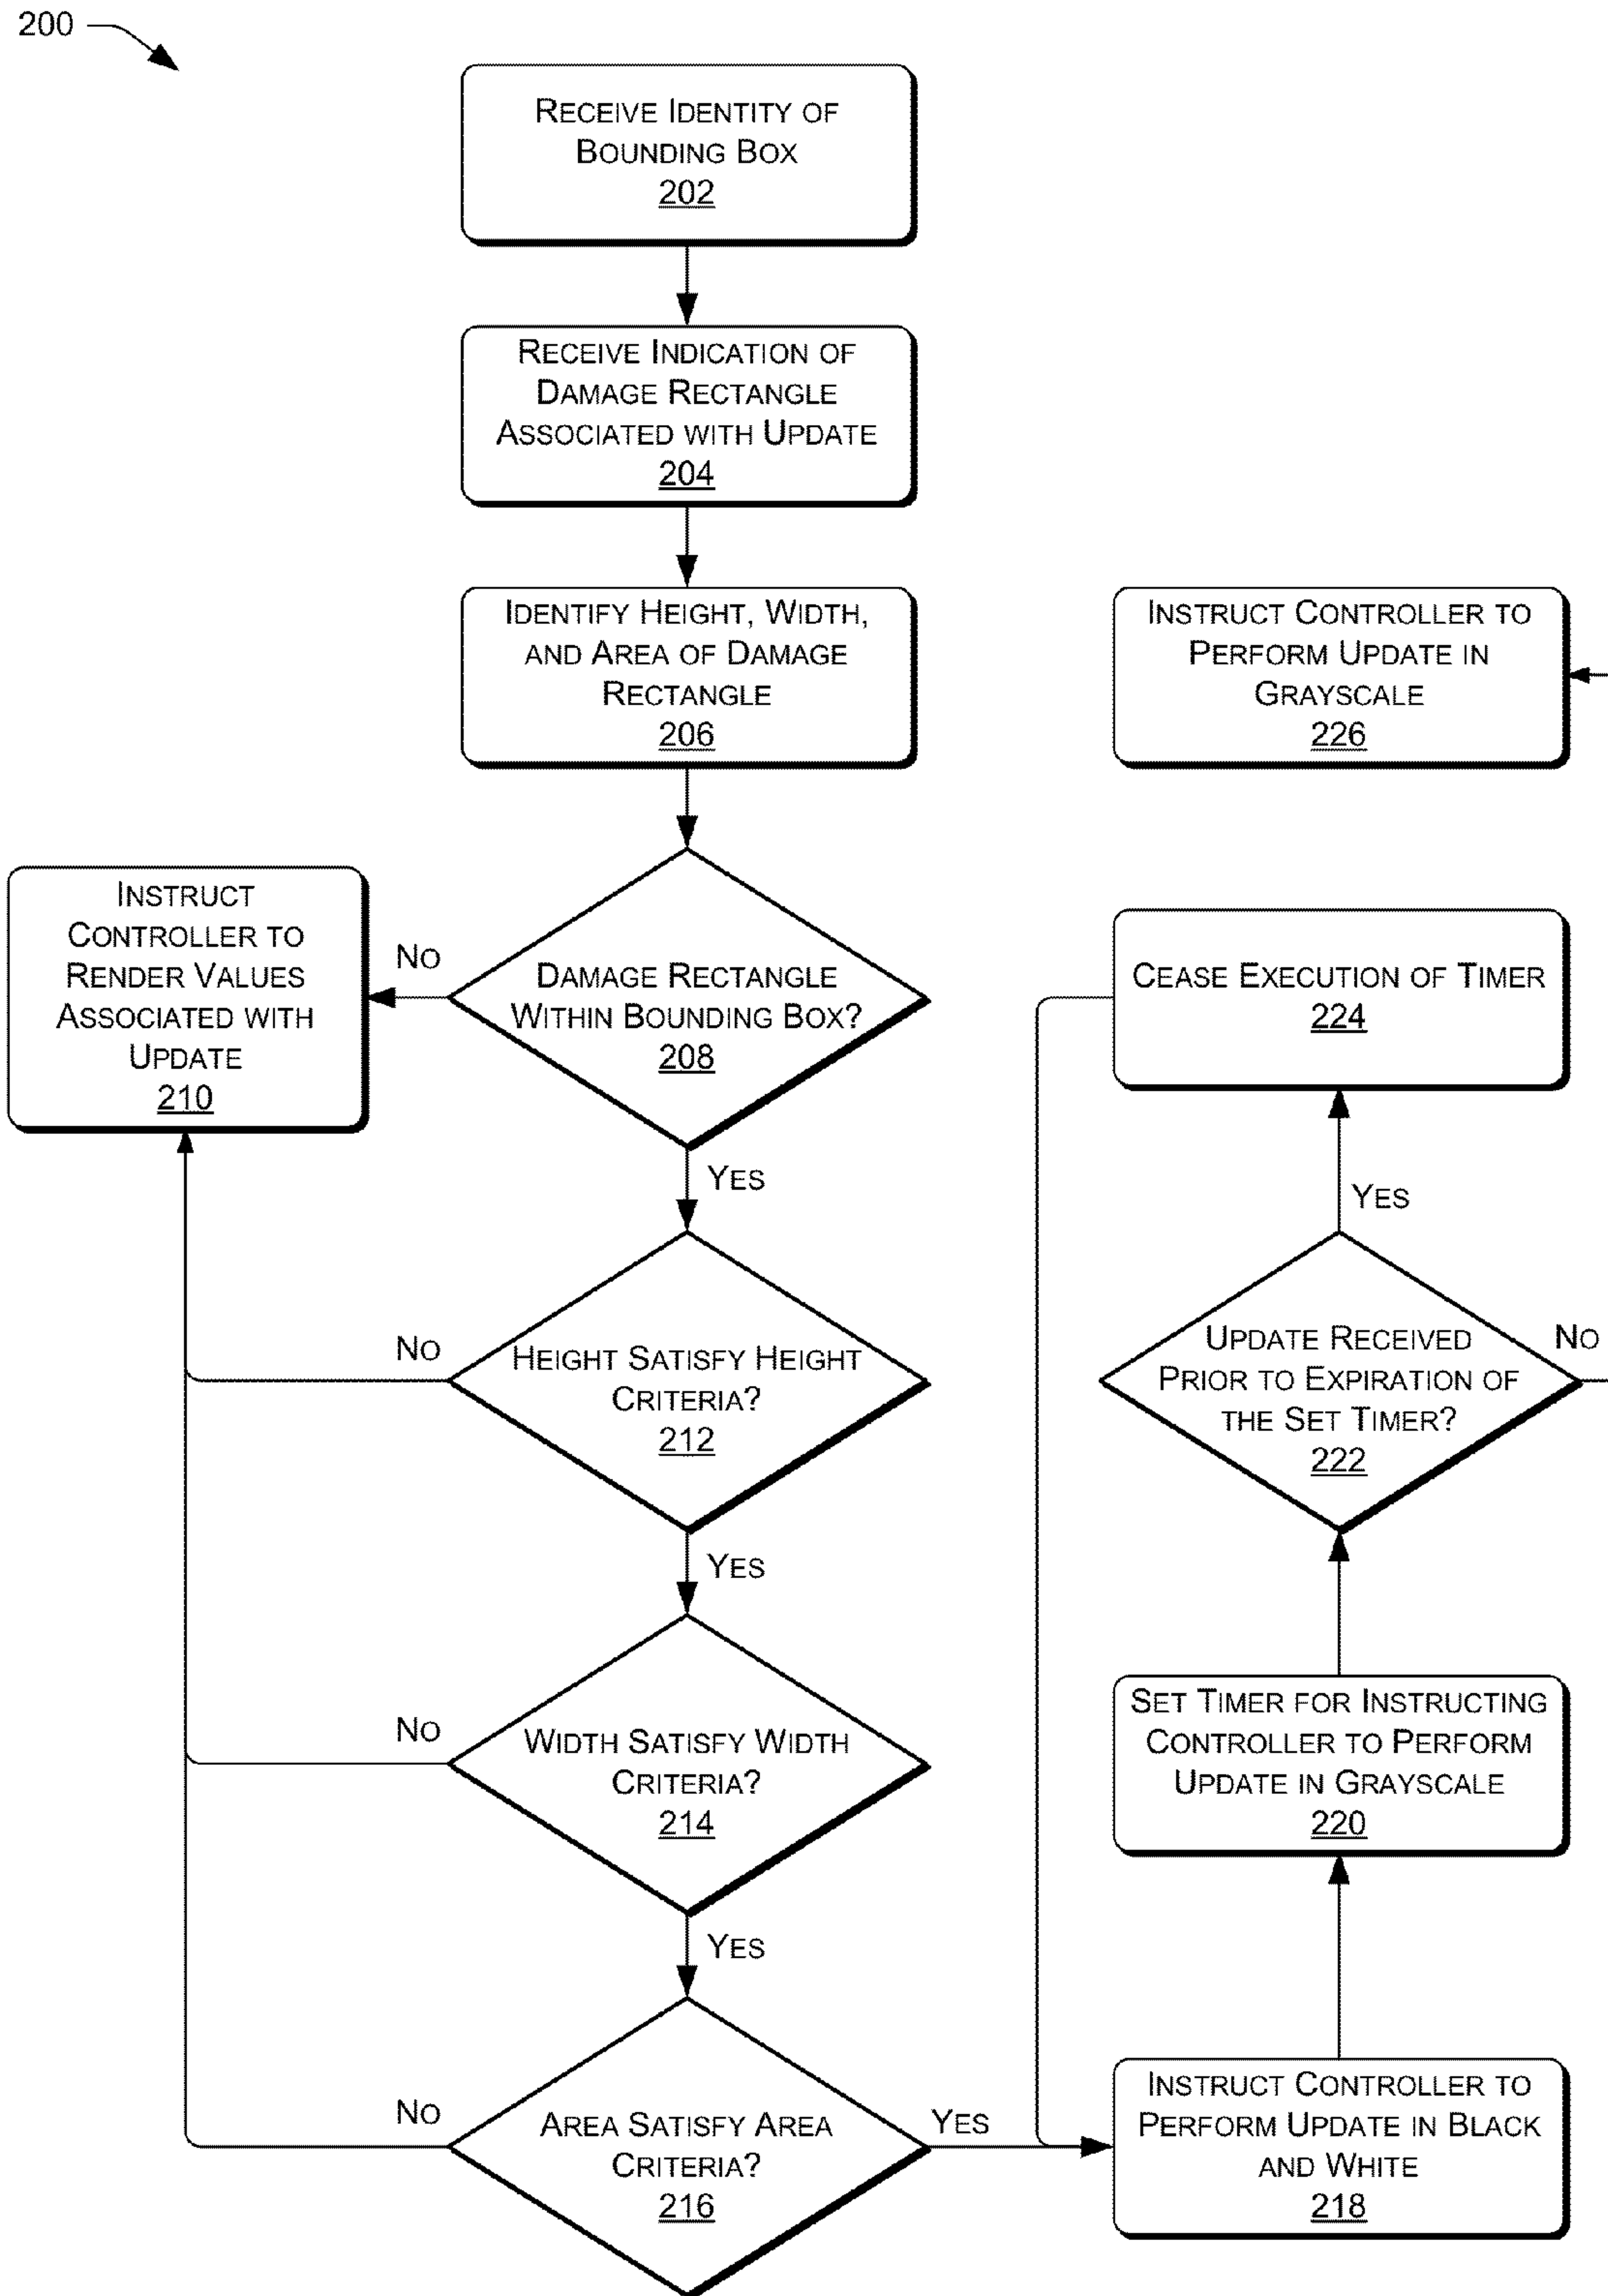 200
RECEIVE IDENTITY OF
BOUNDING BOX
202
RECEIVE INDICATION OF
DAMAGE RECTANGLE
ASSOCIATED WITH UPDATE
204
IDENTIFY HEIGHT, WIDTH,
AND AREA OF DAMAGE
RECTANGLE
206
DAMAGE RECTANGLE
WITHIN BOUNDING BOX?
208
NO
INSTRUCT
CONTROLLER TO
RENDER VALUES
ASSOCIATED WITH
UPDATE
210
YES
HEIGHT SATISFY HEIGHT
CRITERIA?
212
NO
YES
WIDTH SATISFY WIDTH
CRITERIA?
214
NO
YES
AREA SATISFY AREA
CRITERIA?
216
NO
YES
INSTRUCT CONTROLLER TO
PERFORM UPDATE IN BLACK
AND WHITE
218
SET TIMER FOR INSTRUCTING
CONTROLLER TO PERFORM
UPDATE IN GRAYSCALE
220
UPDATE RECEIVED
PRIOR TO EXPIRATION OF
THE SET TIMER?
222
YES
NO
CEASE EXECUTION OF TIMER
224
INSTRUCT CONTROLLER TO
PERFORM UPDATE IN
GRAYSCALE
226